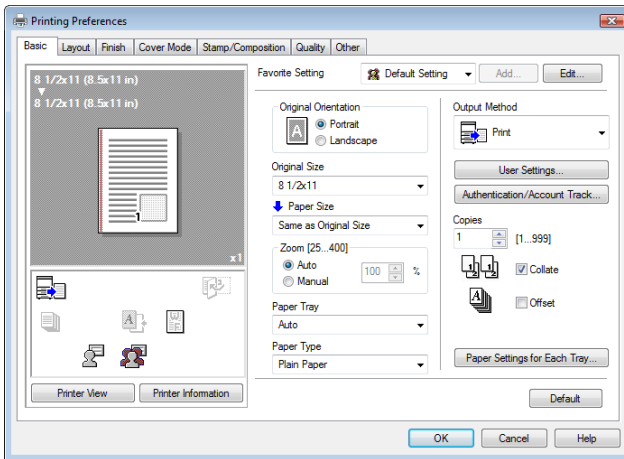 Printing Preferences
Basic Layout Finish Cover Mode Stamp/Composition Quality Other
8 1/2x11 (8.5x11 in)
8 1/2x11 (8.5x11 in)
1
x1
Printer View Printer Information
Favorite Setting Default Setting Add... Edit...
Original Orientation
A Portrait
Landscape
Original Size
8 1/2x11
Paper Size
Same as Original Size
Zoom [25...400]
Auto
Manual
100 %
Paper Tray
Auto
Paper Type
Plain Paper
Output Method
Print
User Settings...
Authentication/Account Track...
Copies
1 [1...999]
Collate
Offset
Paper Settings for Each Tray...
Default
OK Cancel Help